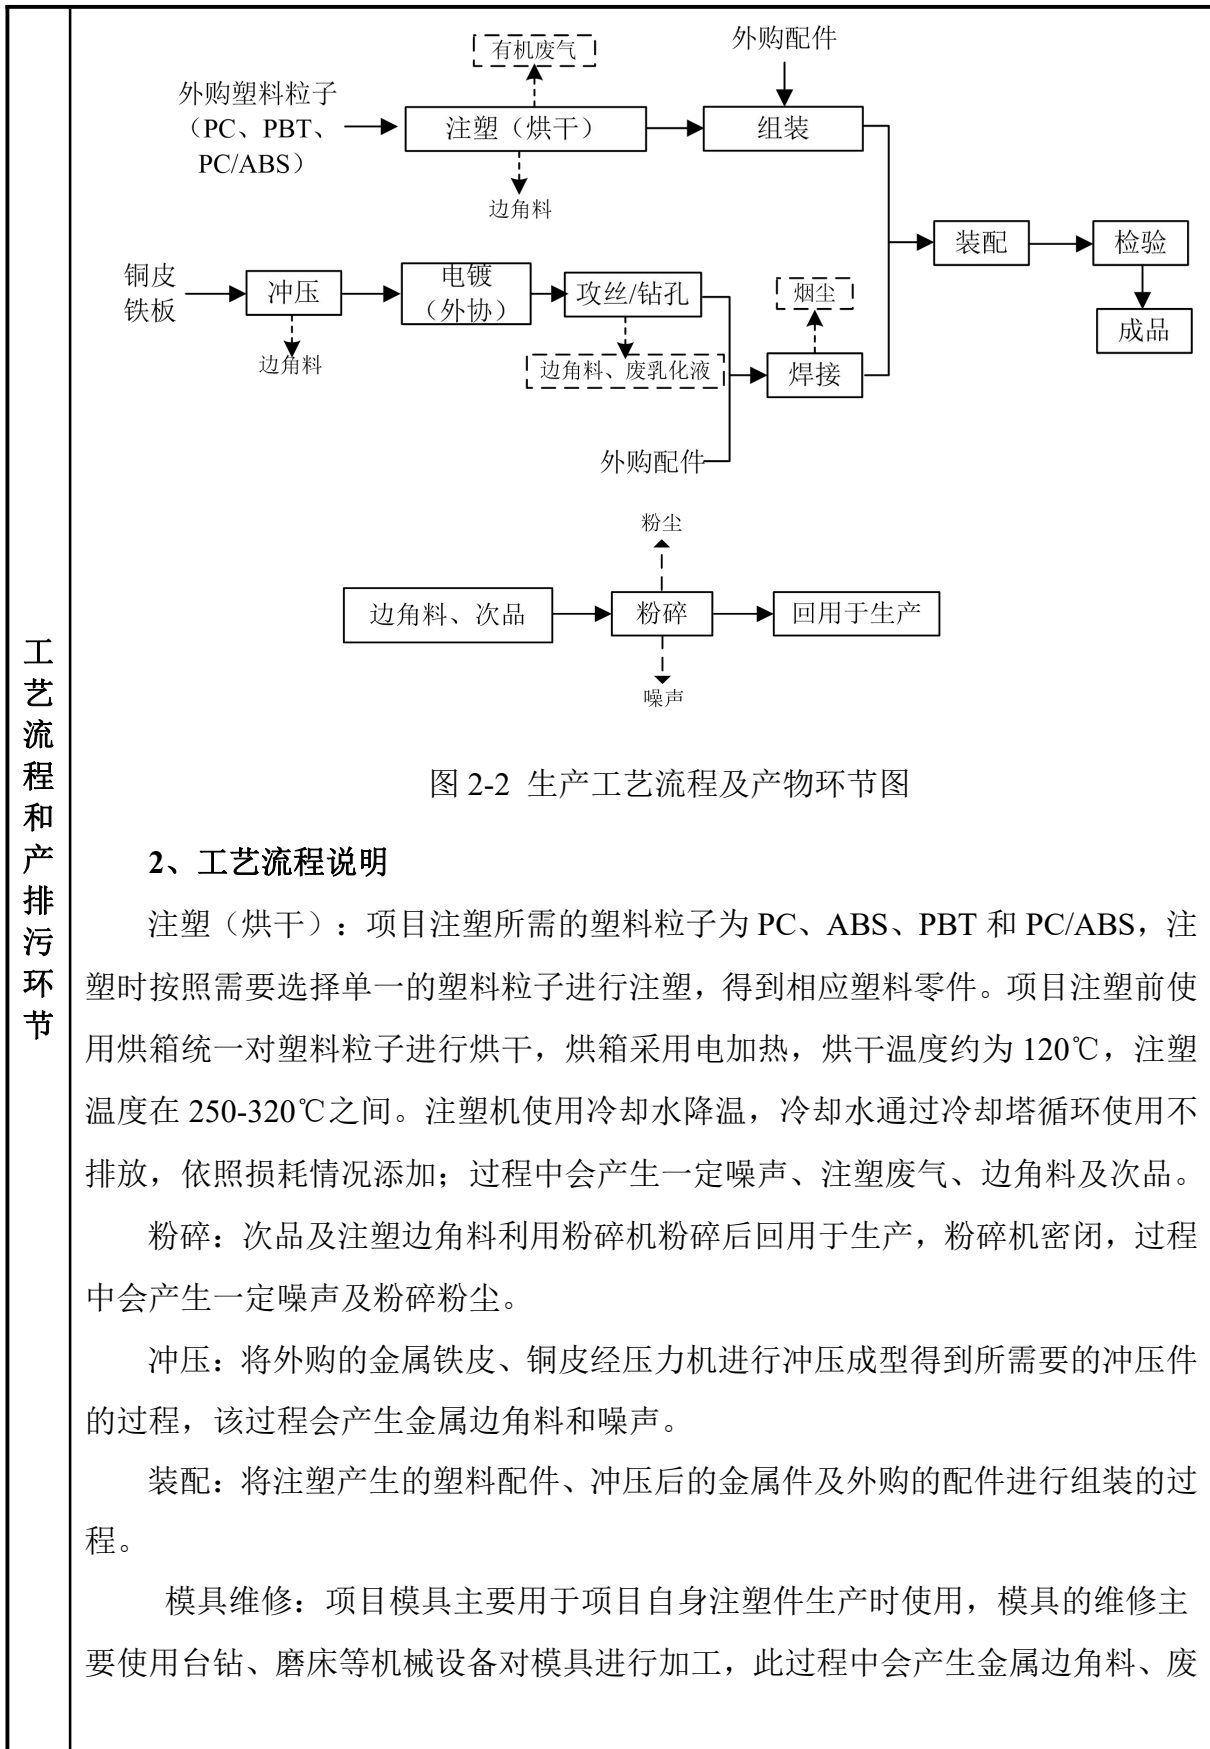 工艺流程和产排污环节
有机废气
外购配件
外购塑料粒子
（PC、PBT、
PC/ABS）
注塑（烘干）
组装
边角料
装配
检验
成品
铜皮
铁板
冲压
电镀
（外协）
攻丝/钻孔
烟尘
边角料
边角料、废乳化液
焊接
外购配件
粉尘
边角料、次品
粉碎
回用于生产
噪声
图 2-2 生产工艺流程及产物环节图
2、工艺流程说明
注塑（烘干）：项目注塑所需的塑料粒子为 PC、ABS、PBT 和 PC/ABS，注
塑时按照需要选择单一的塑料粒子进行注塑，得到相应塑料零件。项目注塑前使
用烘箱统一对塑料粒子进行烘干，烘箱采用电加热，烘干温度约为 120℃，注塑
温度在 250-320℃之间。注塑机使用冷却水降温，冷却水通过冷却塔循环使用不
排放，依照损耗情况添加；过程中会产生一定噪声、注塑废气、边角料及次品。
粉碎：次品及注塑边角料利用粉碎机粉碎后回用于生产，粉碎机密闭，过程
中会产生一定噪声及粉碎粉尘。
冲压：将外购的金属铁皮、铜皮经压力机进行冲压成型得到所需要的冲压件
的过程，该过程会产生金属边角料和噪声。
装配：将注塑产生的塑料配件、冲压后的金属件及外购的配件进行组装的过
程。
模具维修：项目模具主要用于项目自身注塑件生产时使用，模具的维修主
要使用台钻、磨床等机械设备对模具进行加工，此过程中会产生金属边角料、废